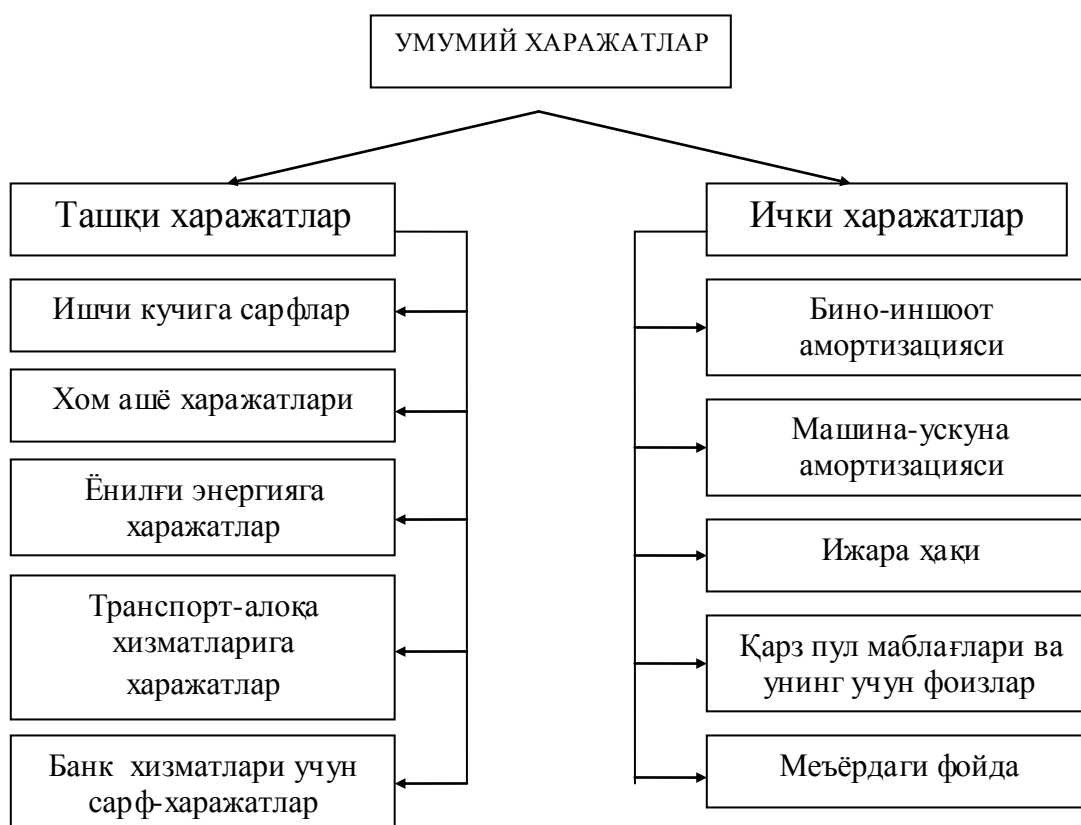 УМУМИЙ ХАРАЖАТЛАР
Ташқи харажатлар
Ишчи кучига сарфлар
Хом ашё харажатлари
Ёнилғи энергияга
харажатлар
Транспорт-алоқа
хизматларига
харажатлар
Банк хизматлари учун
сарф-харажатлар
Ички харажатлар
Бино-иншоот
амортизацияси
Машина-ускуна
амортизацияси
Ижара ҳақи
Қарз пул маблағлари ва
унинг учун фоизлар
Меъёрдаги фойда